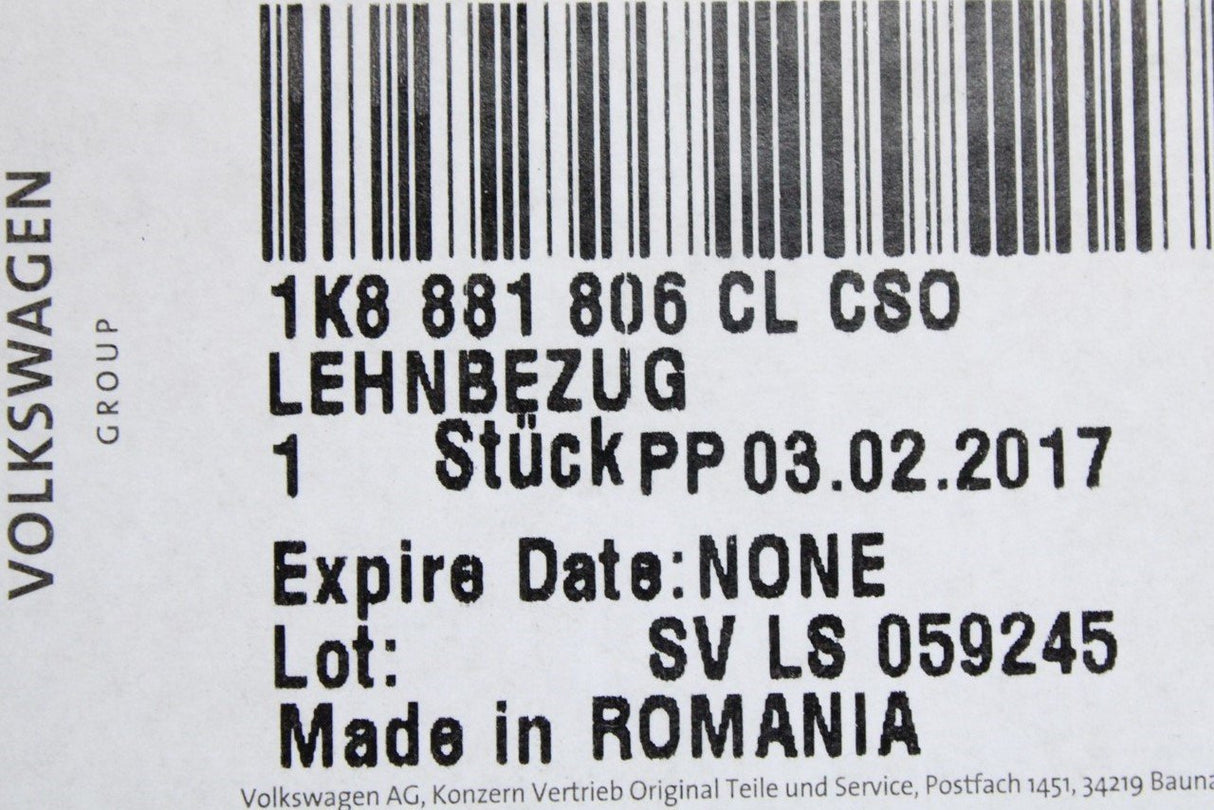 VOLKSWAGEN
GROUP
1K8 881 806 CL CSO
LEHNBEZUG
1 Stück PP 03.02.2017
Expire Date:NONE
Lot: SV LS 059245
Made in ROMANIA
Volkswagen AG, Konzern Vertrieb Original Teile und Service, Postfach 1451, 34219